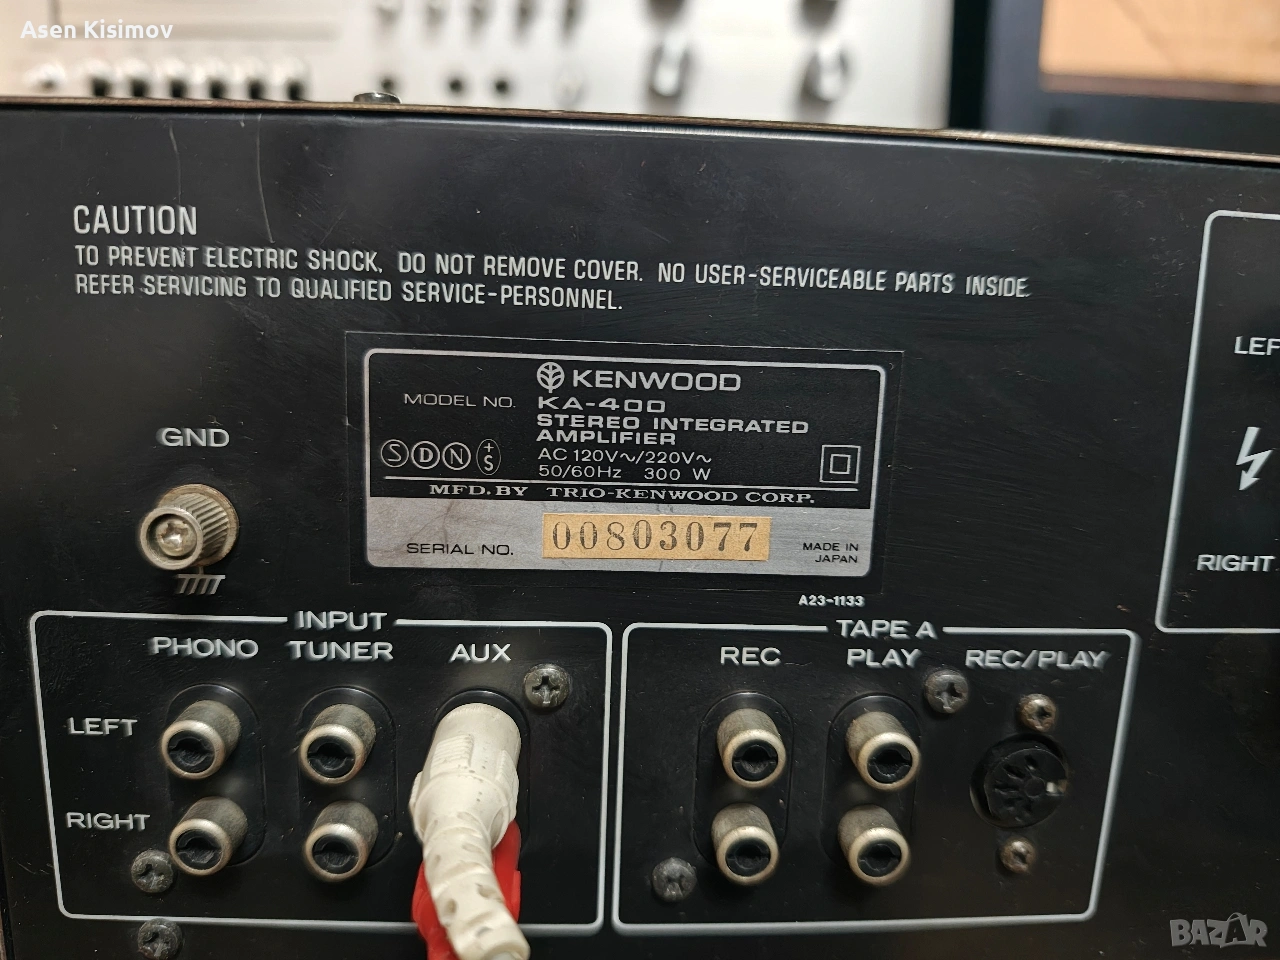 Asen Kisimov
CAUTION
TO PREVENT ELECTRIC SHOCK, DO NOT REMOVE COVER. NO USER-SERVICEABLE PARTS INSIDE.
REFER SERVICING TO QUALIFIED SERVICE-PERSONNEL.
KENWOOD
MODEL NO. KA-400
STEREO INTEGRATED
AMPLIFIER
S D N +S
AC 120V~/220V~
50/60Hz 300 W
MFD. BY TRIO-KENWOOD CORP.
SERIAL NO. 00803077
MADE IN
JAPAN
A23-1133
GND
INPUT
PHONO TUNER AUX
LEFT
RIGHT
TAPE A
REC PLAY REC/PLAY
RIGHT
BAZAR